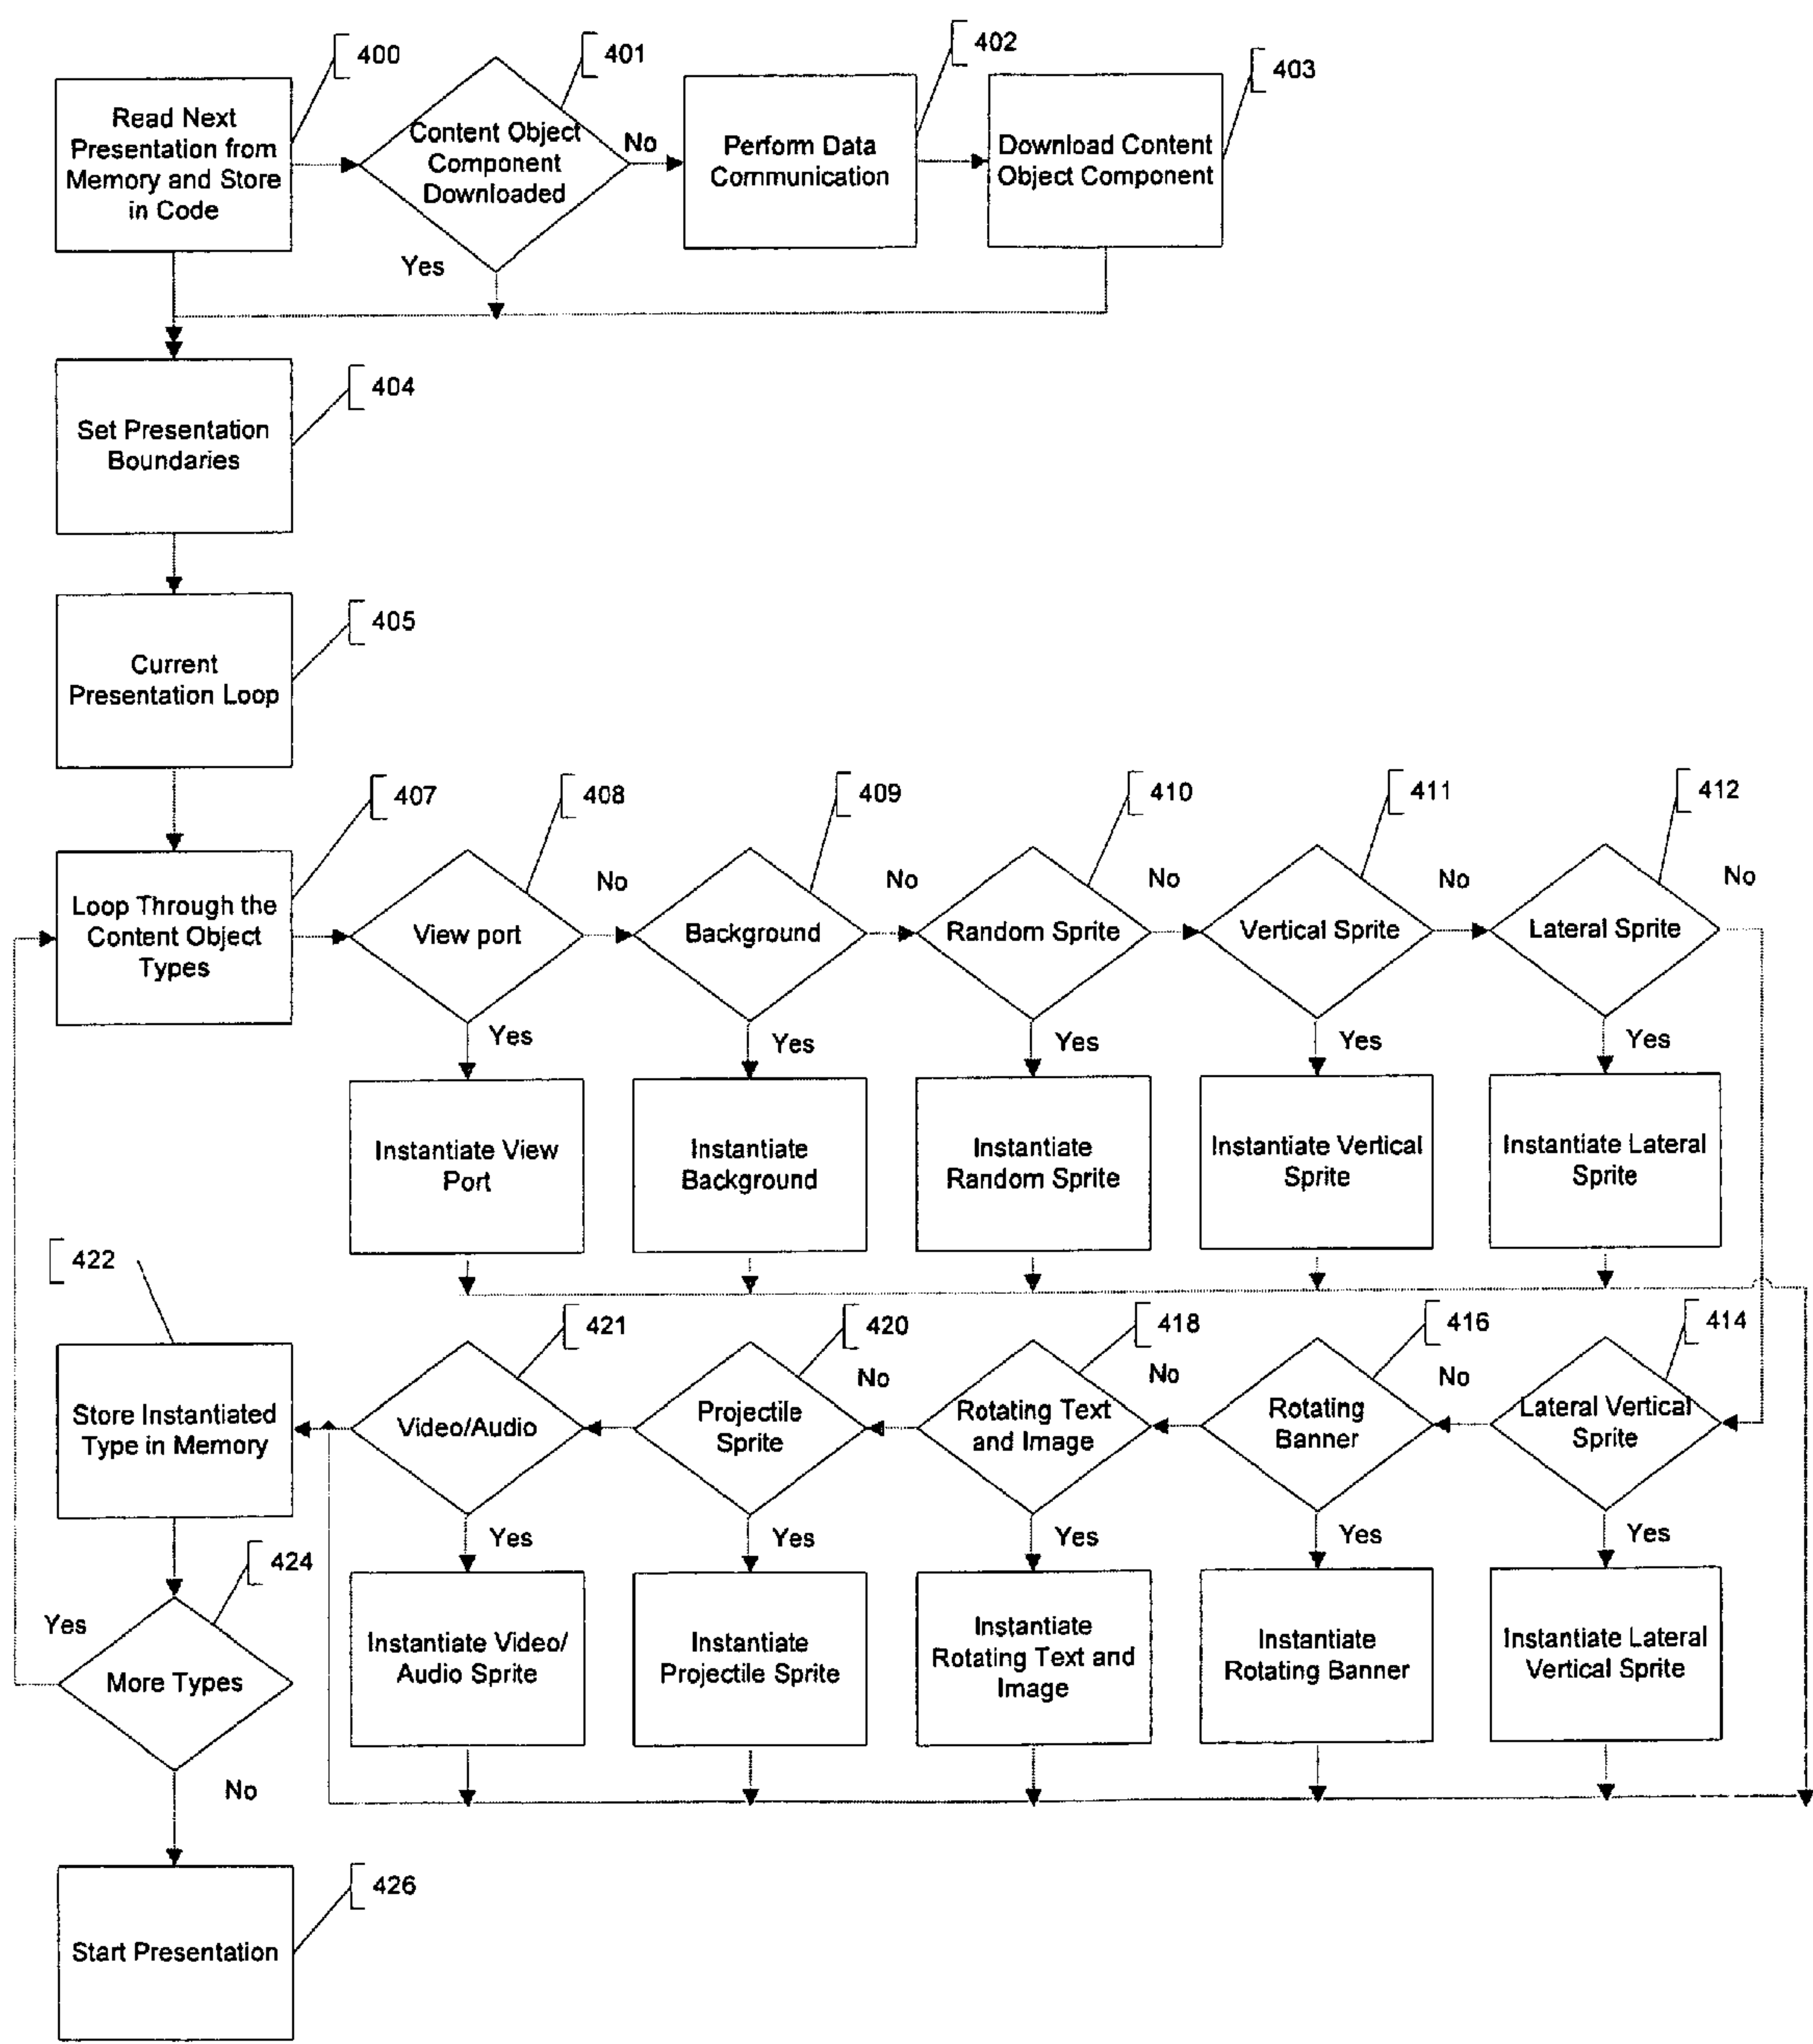 400
401
402
403
Read Next
Presentation from
Memory and Store
in Code
Content Object
Component
Downloaded
No
Yes
Perform Data
Communication
Download Content
Object Component
404
Set Presentation
Boundaries
405
Current
Presentation Loop
407
408
409
410
411
412
Loop Through the
Content Object
Types
View port
No
Background
No
Random Sprite
No
Vertical Sprite
No
Lateral Sprite
No
Yes
Yes
Yes
Yes
Yes
Instantiate View
Port
Instantiate
Background
Instantiate
Random Sprite
Instantiate Vertical
Sprite
Instantiate Lateral
Sprite
422
421
420
418
416
414
Store Instantiated
Type in Memory
Video/Audio
Projectile
Sprite
No
Rotating Text
and Image
No
Rotating
Banner
No
Lateral Vertical
Sprite
Yes
Yes
Yes
Yes
Yes
424
Yes
More Types
No
Instantiate Video/
Audio Sprite
Instantiate
Projectile Sprite
Instantiate
Rotating Text and
Image
Instantiate
Rotating Banner
Instantiate Lateral
Vertical Sprite
426
Start Presentation